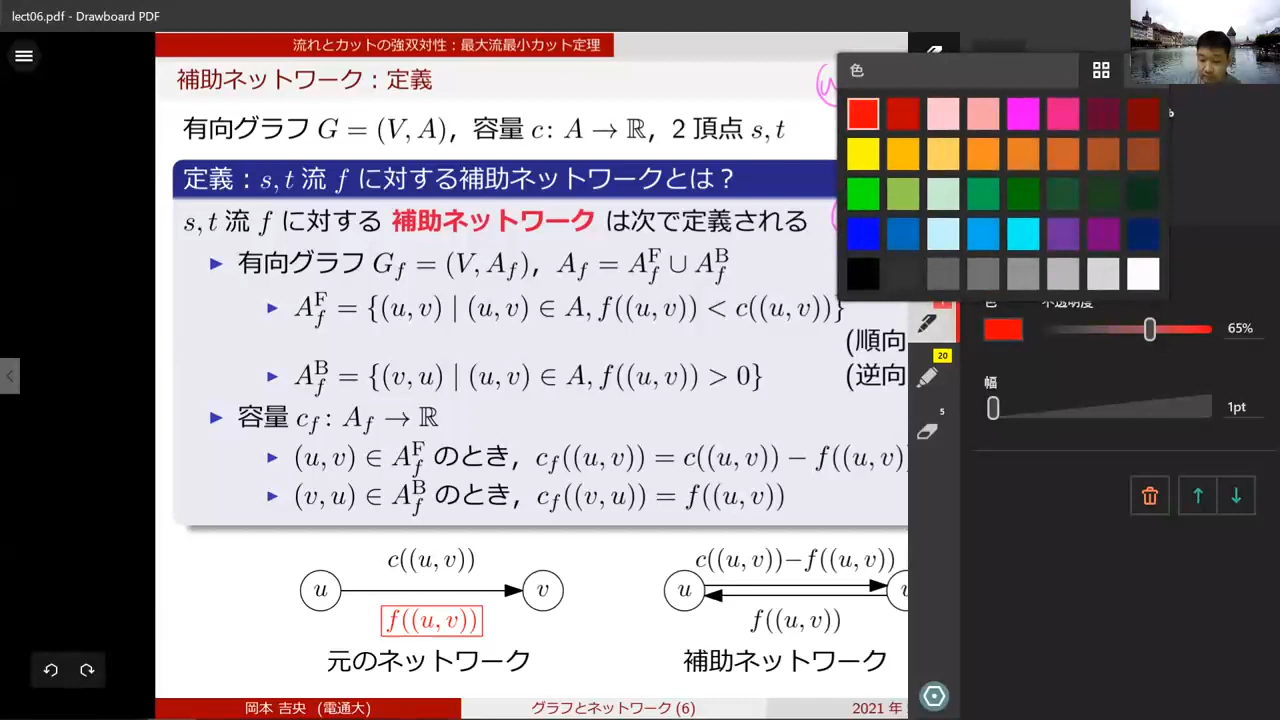 lect06.pdf - Drawboard PDF
流れとカットの強双対性：最大流最小カット定理
補助ネットワーク：定義
有向グラフ G = (V, A)，容量 c: A → ℝ，2 頂点 s, t
定義：s, t 流 f に対する補助ネットワークとは？
s, t 流 f に対する 補助ネットワーク は次で定義される
▶ 有向グラフ G_f = (V, A_f)，A_f = A_f^F ∪ A_f^B
▶ A_f^F = {(u, v) | (u, v) ∈ A, f((u, v)) < c((u, v))}
(順向
▶ A_f^B = {(v, u) | (u, v) ∈ A, f((u, v)) > 0} (逆向
▶ 容量 c_f: A_f → ℝ
▶ (u, v) ∈ A_f^F のとき，c_f((u, v)) = c((u, v)) − f((u, v)
▶ (v, u) ∈ A_f^B のとき，c_f((v, u)) = f((u, v))
c((u, v)) c((u, v))−f((u, v))
u v u
f((u, v)) f((u, v))
元のネットワーク 補助ネットワーク
岡本 吉央 (電通大) グラフとネットワーク (6) 2021 年
色
不透明度
65%
20
幅
1pt
5